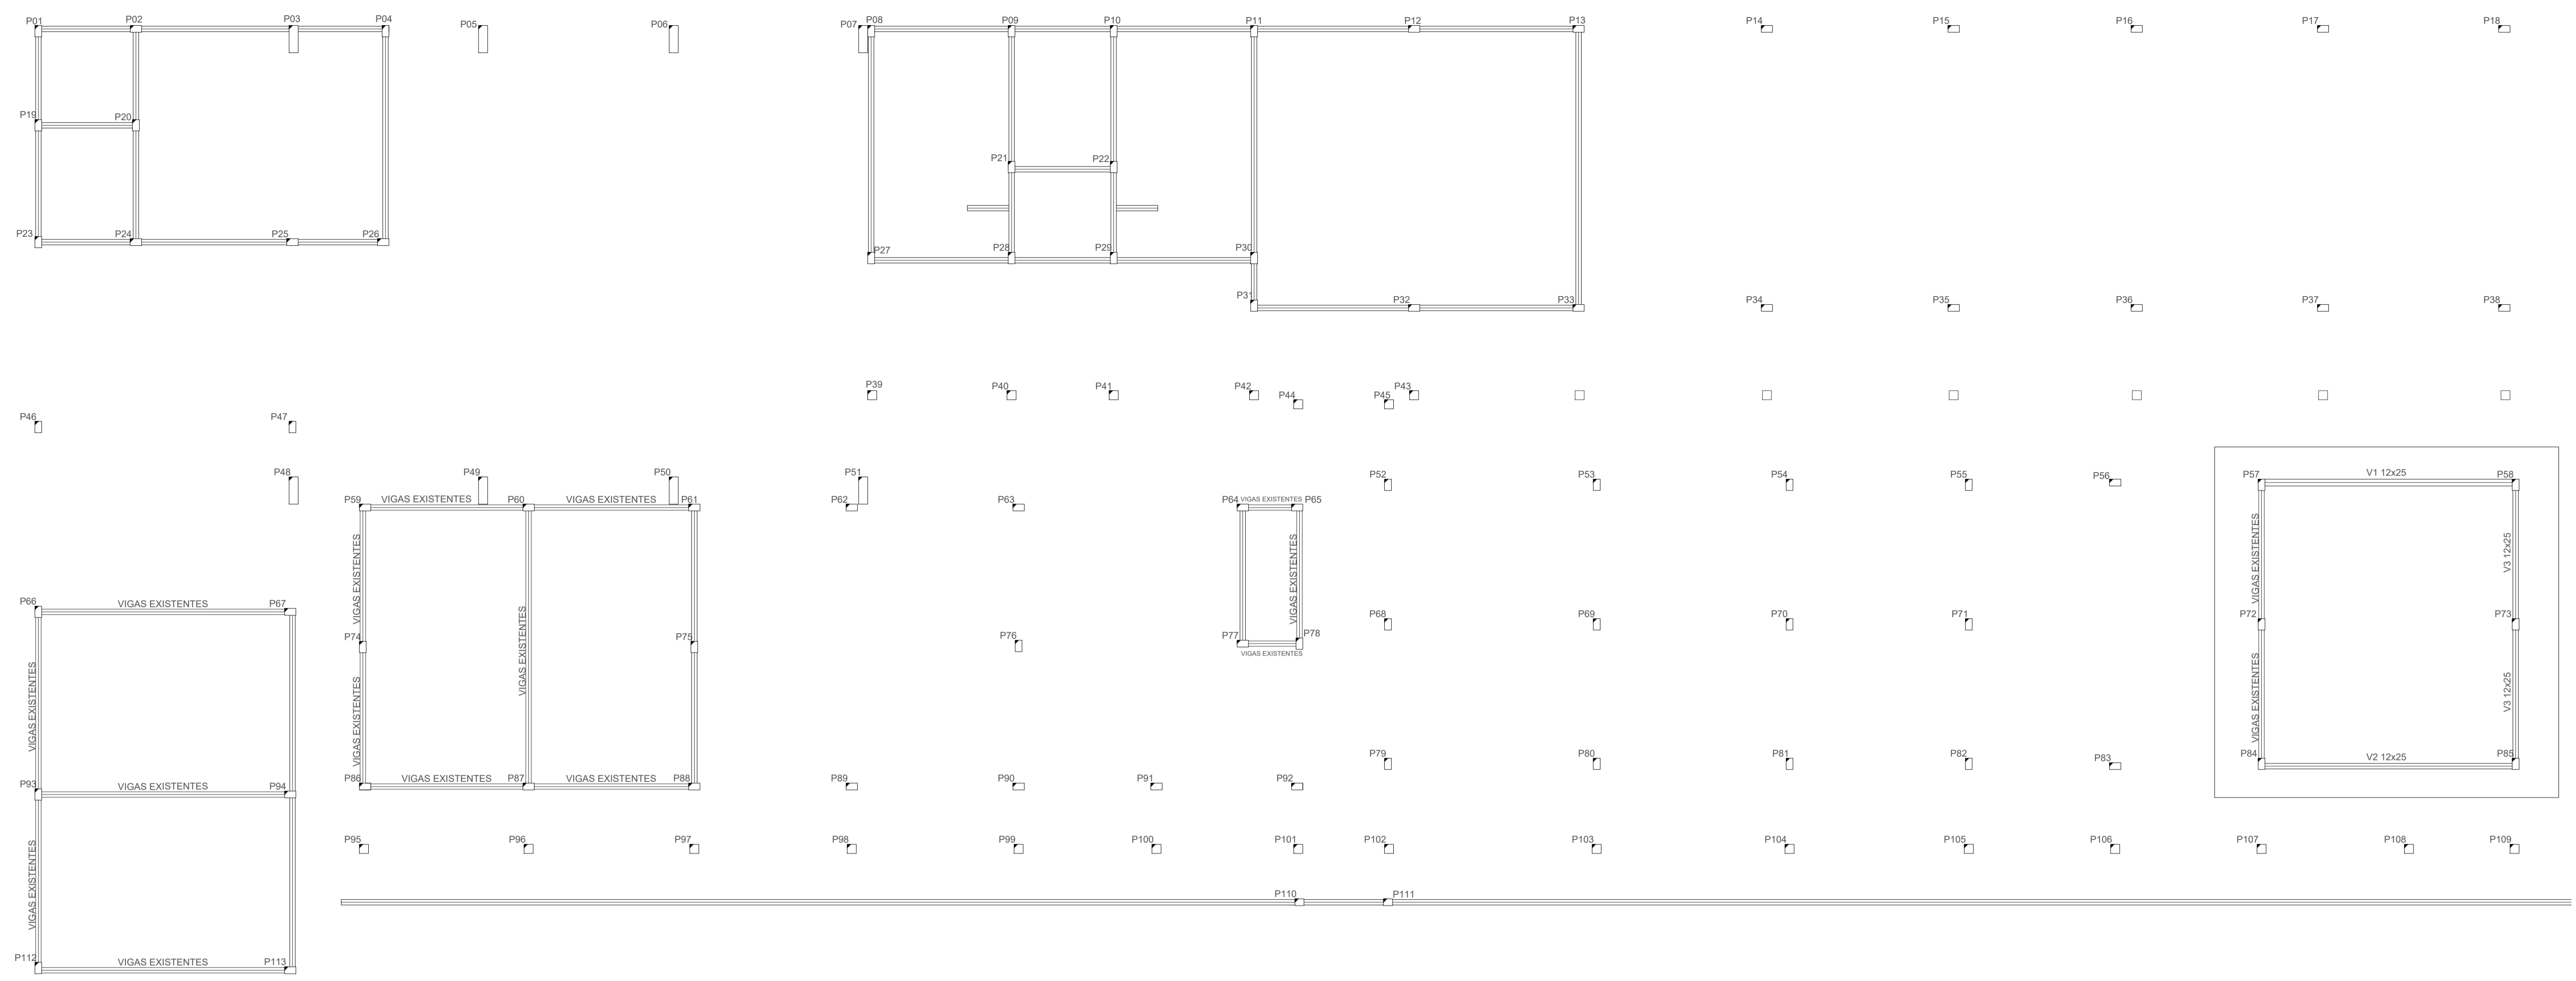 P01 P02 P03 P04 P05 P06 P07 P08 P09 P10 P11 P12 P13 P14 P15 P16 P17 P18
P19 P20
P21 P22
P23 P24 P25 P26
P27 P28 P29 P30
P31 P32 P33 P34 P35 P36 P37 P38
P39 P40 P41 P42 P43
P44 P45
P46 P47
P48 P49 P50 P51 P52 P53 P54 P55 P56 P57 V1 12x25 P58
P59 VIGAS EXISTENTES P60 VIGAS EXISTENTES P61 P62 P63 P64 VIGAS EXISTENTES P65
VIGAS EXISTENTES
VIGAS EXISTENTES
VIGAS EXISTENTES
VIGAS EXISTENTES
V3 12x25
P66 VIGAS EXISTENTES P67 P68 P69 P70 P71 P72 P73
P74 P75 P76 P77 P78
VIGAS EXISTENTES
VIGAS EXISTENTES
VIGAS EXISTENTES
VIGAS EXISTENTES
V3 12x25
P79 P80 P81 P82 P83 P84 V2 12x25 P85
P86 VIGAS EXISTENTES P87 VIGAS EXISTENTES P88 P89 P90 P91 P92
P93 VIGAS EXISTENTES P94
P95 P96 P97 P98 P99 P100 P101 P102 P103 P104 P105 P106 P107 P108 P109
VIGAS EXISTENTES
P110 P111
P112 VIGAS EXISTENTES P113